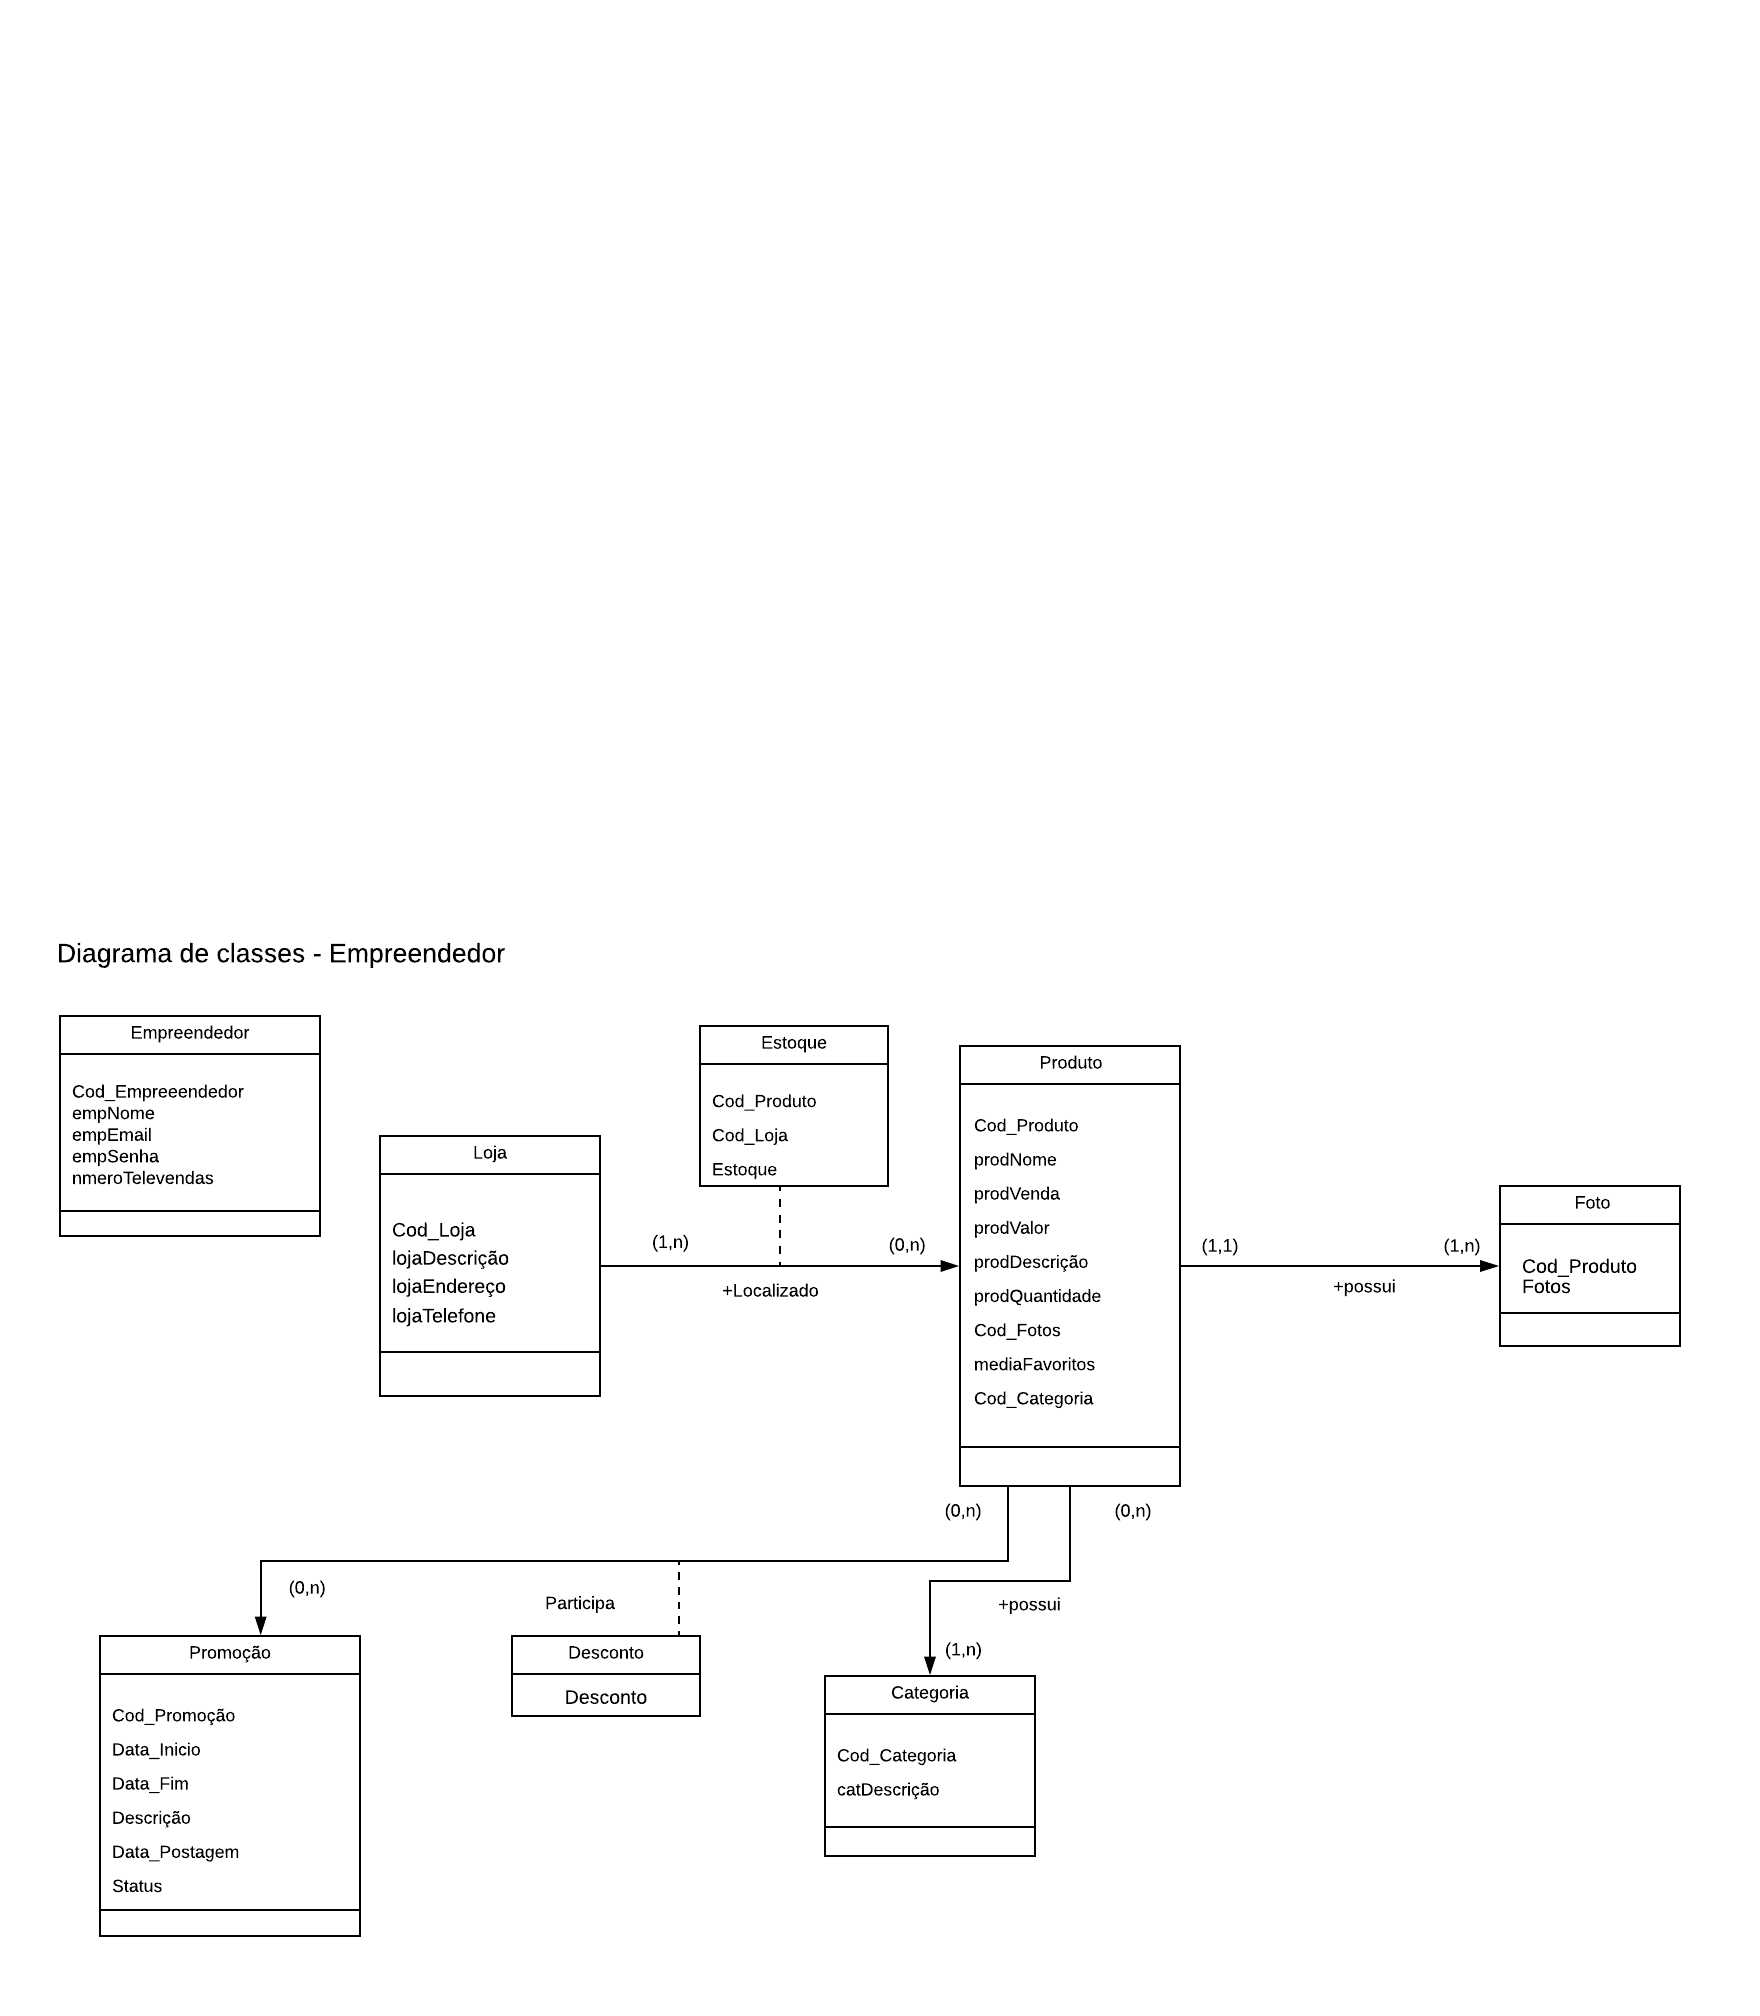 Diagrama de classes - Empreendedor
Empreendedor
Cod_Empreeendedor
empNome
empEmail
empSenha
nmeroTelevendas
Loja
Cod_Loja
lojaDescrição
lojaEndereço
lojaTelefone
Estoque
Cod_Produto
Cod_Loja
Estoque
(1,n)
(0,n)
+Localizado
Produto
Cod_Produto
prodNome
prodVenda
prodValor
prodDescrição
prodQuantidade
Cod_Fotos
mediaFavoritos
Cod_Categoria
(1,1)
(1,n)
+possui
Foto
Cod_Produto
Fotos
(0,n)
(0,n)
(0,n)
Participa
+possui
(1,n)
Promoção
Cod_Promoção
Data_Inicio
Data_Fim
Descrição
Data_Postagem
Status
Desconto
Desconto
Categoria
Cod_Categoria
catDescrição